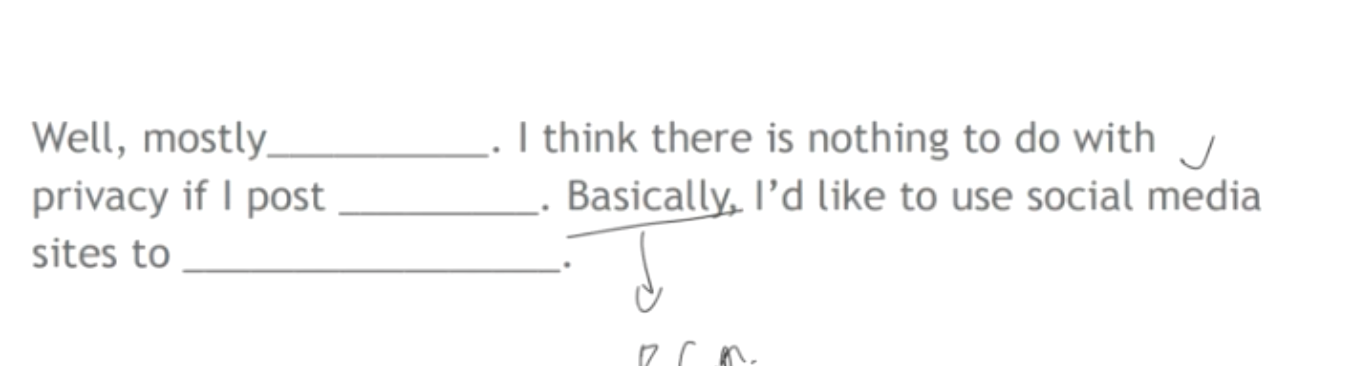 Well, mostly__________. I think there is nothing to do with
privacy if I post _________. Basically, I'd like to use social media
sites to _________________.